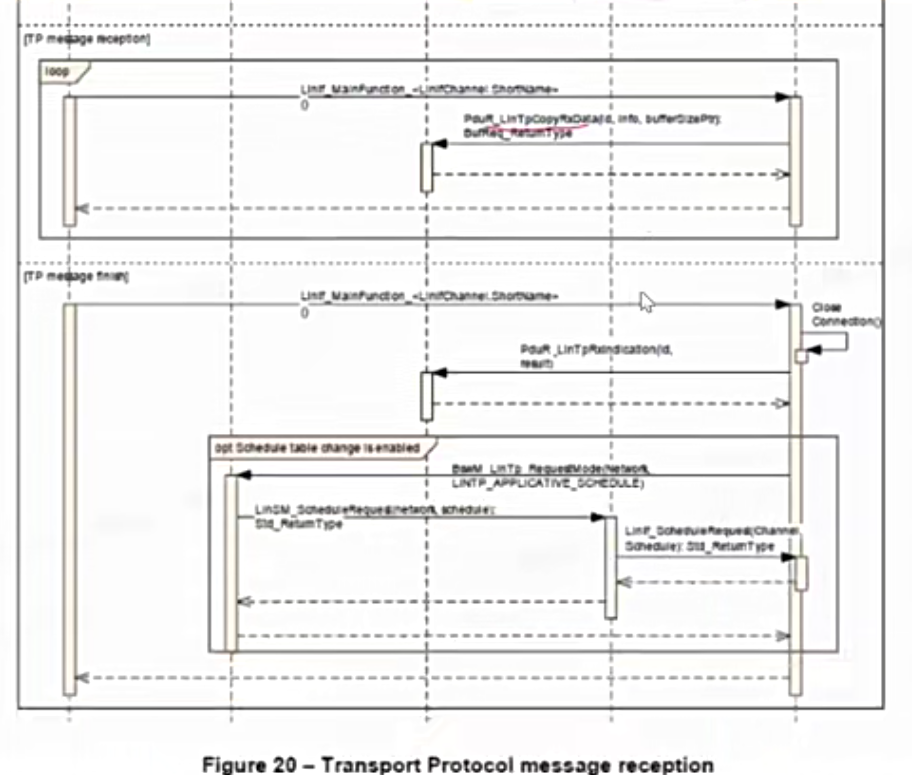 [TP message reception]
loop
LinIf_MainFunction_<LinIfChannel.ShortName>
()
PduR_LinTpCopyRxData(id, info, bufferSizePtr):
BufReq_ReturnType
[TP message finish]
LinIf_MainFunction_<LinIfChannel.ShortName>
()
Close
Connection()
PduR_LinTpRxIndication(id,
result)
opt Schedule table change is enabled
BswM_LinTp_RequestMode(Network,
LINTP_APPLICATIVE_SCHEDULE)
LinSM_ScheduleRequest(network, schedule):
Std_ReturnType
LinIf_ScheduleRequest(Channel,
Schedule): Std_ReturnType
Figure 20 – Transport Protocol message reception